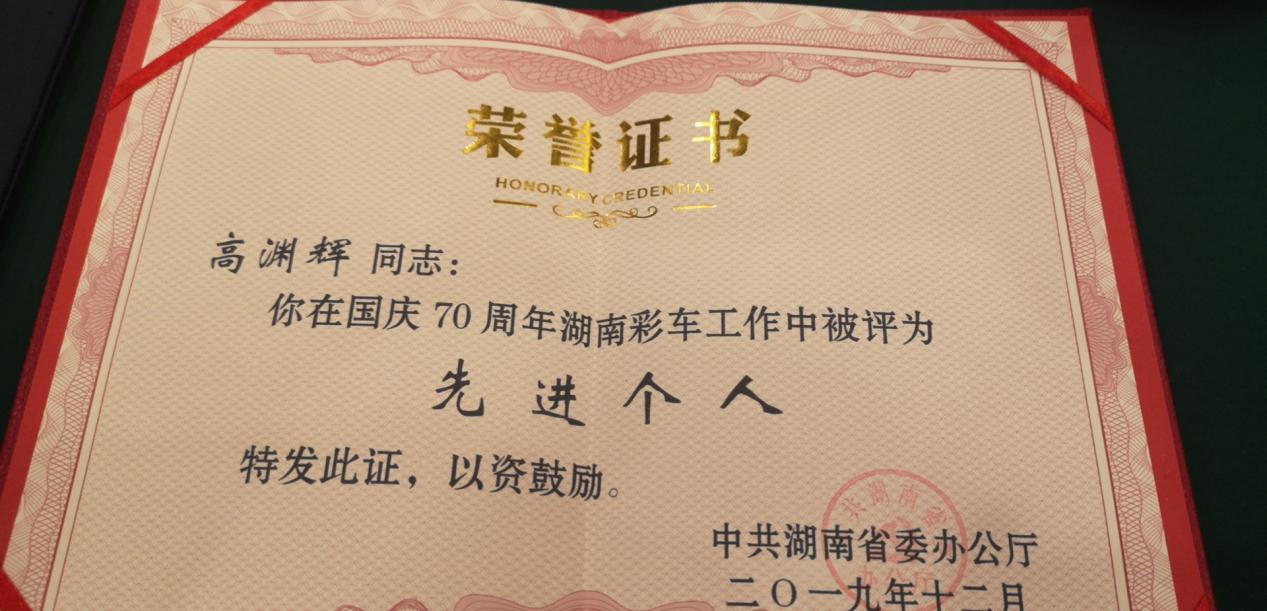 荣誉证书
HONORARY CREDENTIAL
高渊辉 同志：
你在国庆 70 周年湖南彩车工作中被评为
先进个人
特发此证，以资鼓励。
中共湖南省委办公厅
二〇一九年十二月